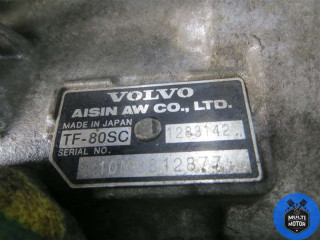 VOLVO
AISIN AW CO., LTD.
MADE IN JAPAN
TF-80SC 1283142
SERIAL NO.
MULTI
MOTOR